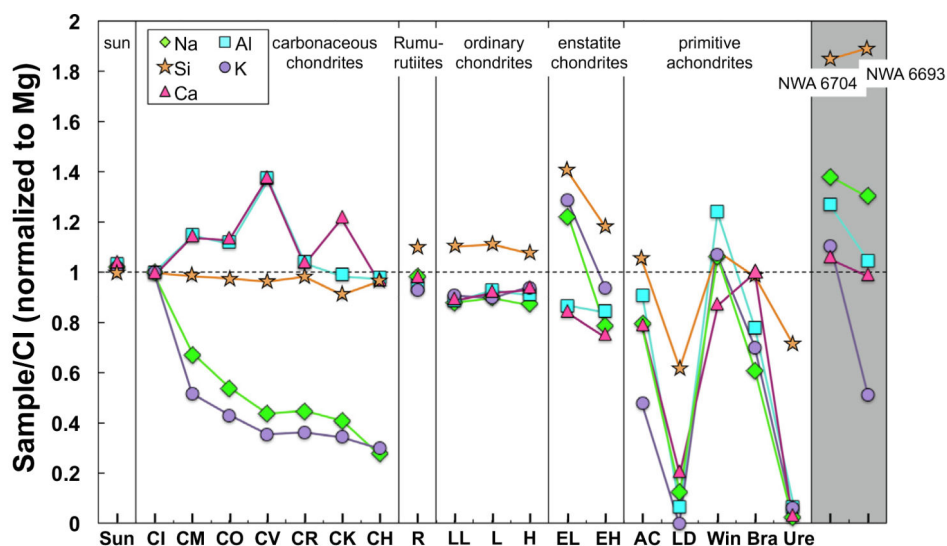 2
1.8
1.6
1.4
1.2
1
0.8
0.6
0.4
0.2
0
Sample/CI (normalized to Mg)
sun
carbonaceous
chondrites
Rumu-
rutiites
ordinary
chondrites
enstatite
chondrites
primitive
achondrites
NWA 6704
NWA 6693
Na
Al
Si
K
Ca
Sun CI CM CO CV CR CK CH R LL L H EL EH AC LD Win Bra Ure